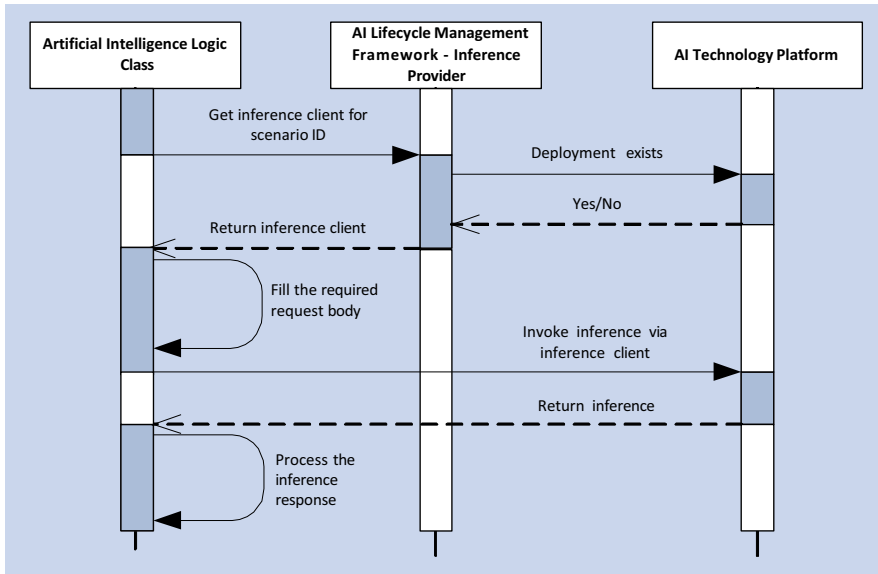 Artificial Intelligence Logic
Class
AI Lifecycle Management
Framework - Inference
Provider
AI Technology Platform
Get inference client for
scenario ID
Deployment exists
Yes/No
Return inference client
Fill the required
request body
Invoke inference via
inference client
Return inference
Process the
inference
response